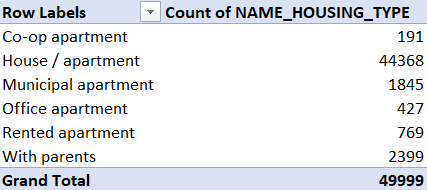 Row Labels Count of NAME_HOUSING_TYPE
Co-op apartment 191
House / apartment 44368
Municipal apartment 1845
Office apartment 427
Rented apartment 769
With parents 2399
Grand Total 49999